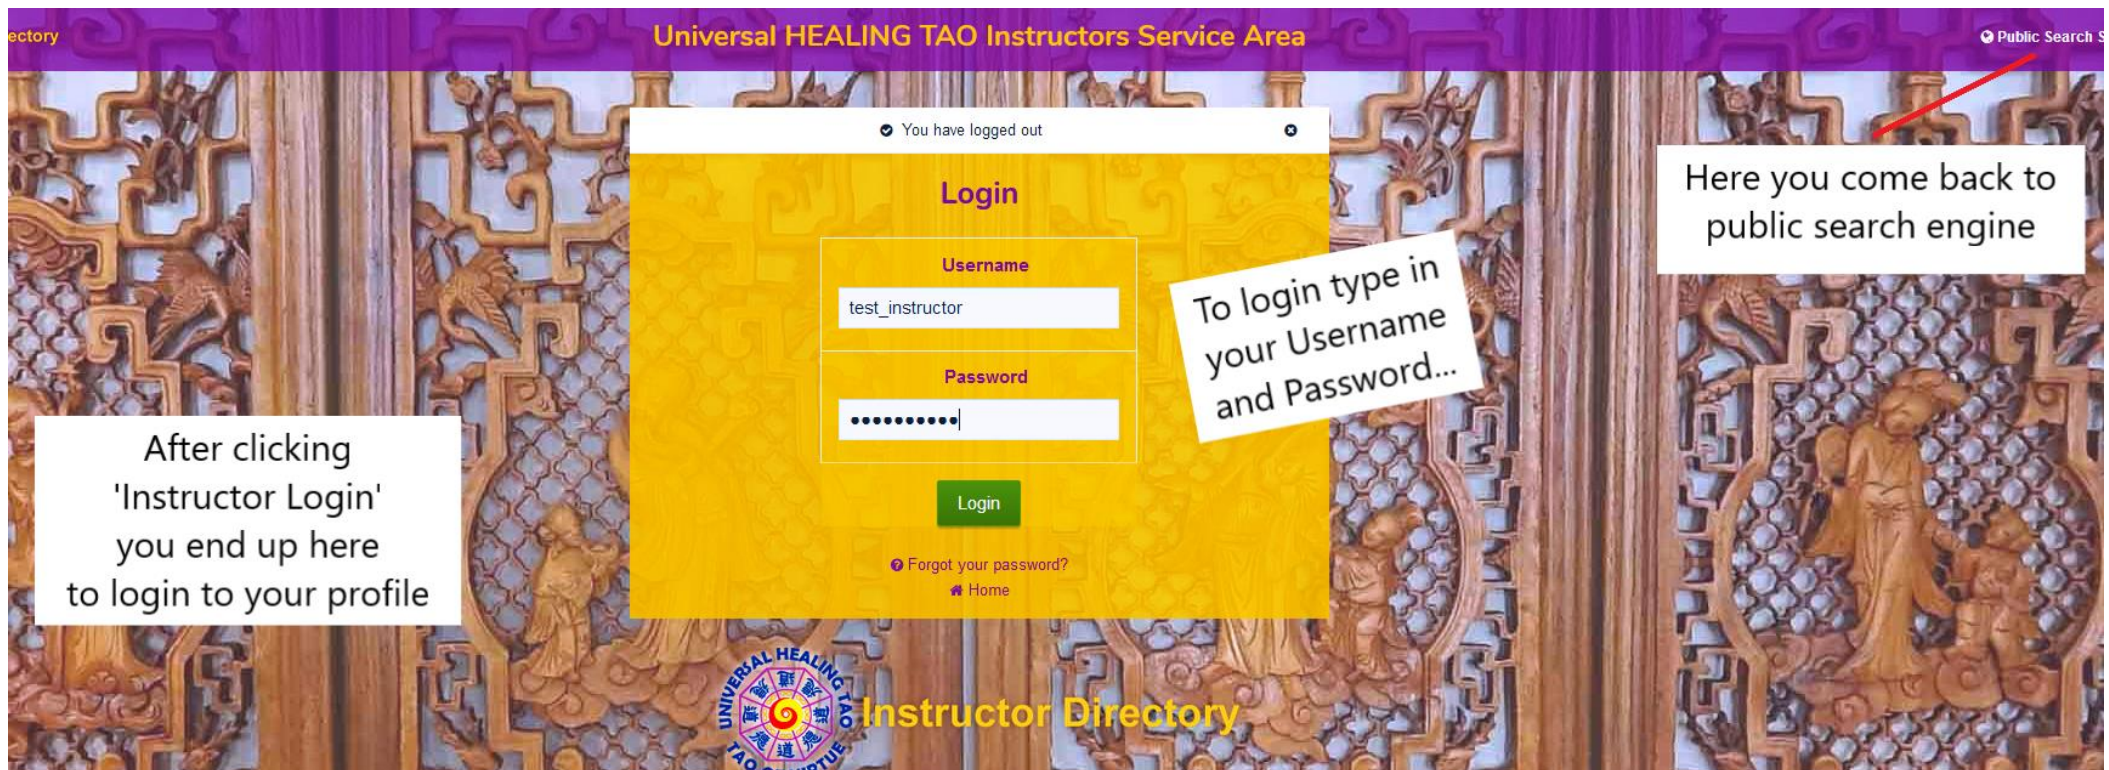 ectory
Universal HEALING TAO Instructors Service Area
Public Search S
You have logged out
Login
Username
test_instructor
Password
Login
Forgot your password?
Home
To login type in
your Username
and Password...
Here you come back to
public search engine
After clicking
'Instructor Login'
you end up here
to login to your profile
UNIVERSAL HEALING TAO
TAO
Instructor Directory